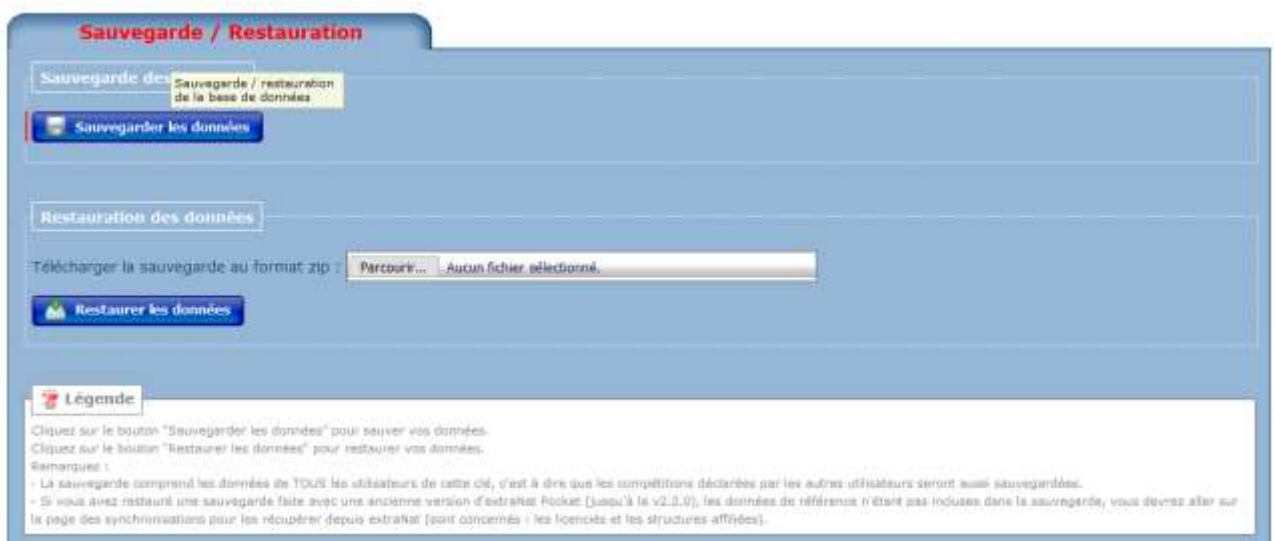 Sauvegarde / Restauration
Sauvegarde des
Sauvegarde / restauration
de la base de données
Sauvegarder les données
Restauration des données
Télécharger la sauvegarde au format zip : Parcourir... Aucun fichier sélectionné.
Restaurer les données
Légende
Cliquez sur le bouton "Sauvegarder les données" pour sauver vos données.
Cliquez sur le bouton "Restaurer les données" pour restaurer vos données.
Remarques :
- La sauvegarde comprend les données de TOUS les utilisateurs de cette clé, c'est à dire que les compétitions déclarées par les autres utilisateurs seront aussi sauvegardées.
- Si vous avez restauré une sauvegarde faite avec une ancienne version d'extraNat Pocket (jusqu'à la v2.2.0), les données de référence n'étant pas incluses dans la sauvegarde, vous devrez aller sur
la page des synchronisations pour les récupérer depuis extraNat (sont concernés : les licenciés et les structures affiliées).